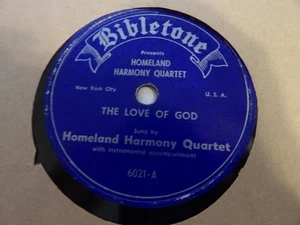 Bibletone
Presents
HOMELAND
HARMONY QUARTET
New York City
U. S. A.
THE LOVE OF GOD
Sung by
Homeland Harmony Quartet
with instrumental accompaniment
6021-A